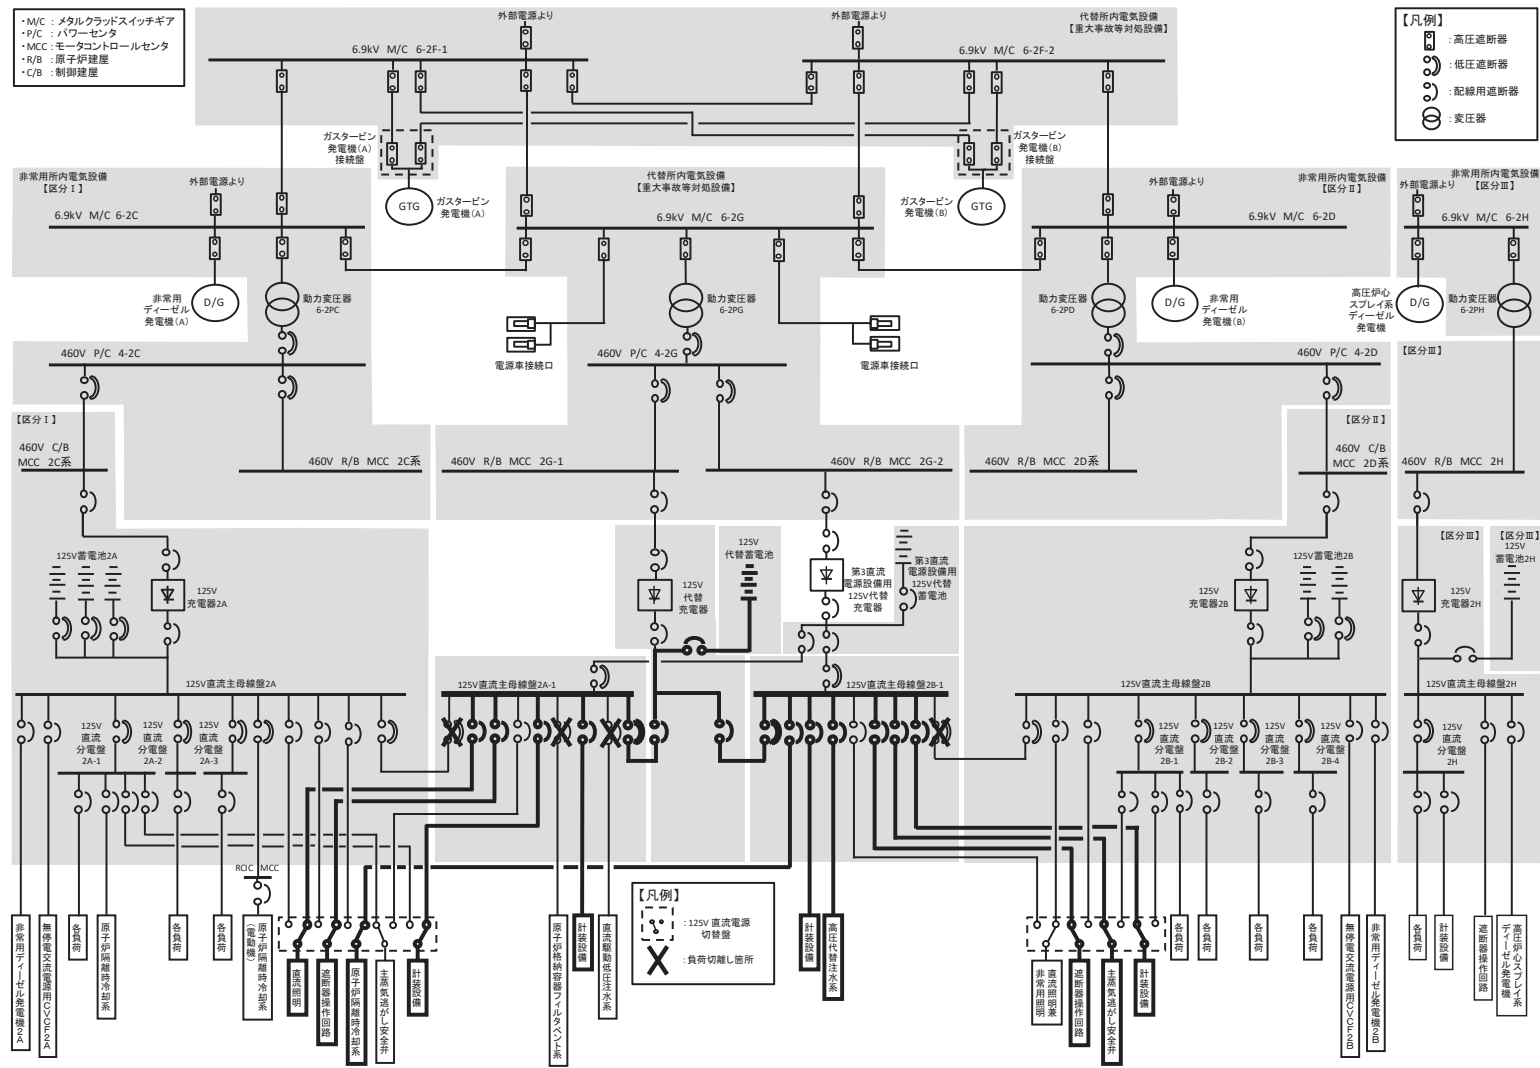 ・M/C ：メタルクラッドスイッチギア
・P/C ：パワーセンタ
・MCC：モータコントロールセンタ
・R/B ：原子炉建屋
・C/B ：制御建屋
外部電源より
外部電源より
代替所内電気設備
【重大事故等対処設備】
【凡例】
：高圧遮断器
：低圧遮断器
：配線用遮断器
：変圧器
6.9kV M/C 6-2F-1
6.9kV M/C 6-2F-2
ガスタービン
発電機（A）
接続盤
ガスタービン
発電機（B）
接続盤
非常用所内電気設備
【区分Ⅰ】
外部電源より
GTG
ガスタービン
発電機（A）
代替所内電気設備
【重大事故等対処設備】
ガスタービン
発電機（B）
GTG
外部電源より
非常用所内電気設備
【区分Ⅱ】
非常用所内電気設備
外部電源より 【区分Ⅲ】
6.9kV M/C 6-2C
6.9kV M/C 6-2G
6.9kV M/C 6-2D
6.9kV M/C 6-2H
非常用
ディーゼル
発電機（A）
D/G
動力変圧器
6-2PC
動力変圧器
6-2PG
動力変圧器
6-2PD
D/G
非常用
ディーゼル
発電機（B）
高圧炉心
スプレイ系
ディーゼル
発電機
D/G
動力変圧器
6-2PH
460V P/C 4-2C
電源車接続口
460V P/C 4-2G
電源車接続口
460V P/C 4-2D
【区分Ⅲ】
【区分Ⅰ】
460V C/B
MCC 2C系
460V R/B MCC 2C系
460V R/B MCC 2G-1
460V R/B MCC 2G-2
460V R/B MCC 2D系
【区分Ⅱ】
460V C/B
MCC 2D系
460V R/B MCC 2H
125V蓄電池2A
125V
充電器2A
125V
代替
充電器
125V
代替蓄電池
第3直流
電源設備用
125V代替
充電器
第3直流
電源設備用
125V代替
蓄電池
125V
充電器2B
125V蓄電池2B
【区分Ⅲ】
125V
充電器2H
【区分Ⅲ】
125V
蓄電池2H
125V直流主母線盤2A
125V直流主母線盤2A-1
125V直流主母線盤2B-1
125V直流主母線盤2B
125V直流主母線盤2H
125V
直流
分電盤
2A-1
125V
直流
分電盤
2A-2
125V
直流
分電盤
2A-3
125V
直流
分電盤
2B-1
125V
直流
分電盤
2B-2
125V
直流
分電盤
2B-3
125V
直流
分電盤
2B-4
125V
直流
分電盤
2H
RCIC MCC
【凡例】
：125V 直流電源
切替盤
：負荷切離し箇所
非常用ディーゼル発電機2A
無停電交流電源用CVCF2A
各負荷
原子炉隔離時冷却系
各負荷
各負荷
原子炉隔離時冷却系
（電動機）
直流照明
遮断器操作回路
原子炉隔離時冷却系
主蒸気逃がし安全弁
計装設備
原子炉格納容器フィルタベント系
計装設備
直流駆動低圧注水系
計装設備
高圧代替注水系
直流照明兼
非常用照明
遮断器操作回路
主蒸気逃がし安全弁
計装設備
各負荷
各負荷
各負荷
各負荷
無停電交流電源用CVCF2B
非常用ディーゼル発電機2B
各負荷
計装設備
遮断器操作回路
高圧炉心スプレイ系
ディーゼル発電機